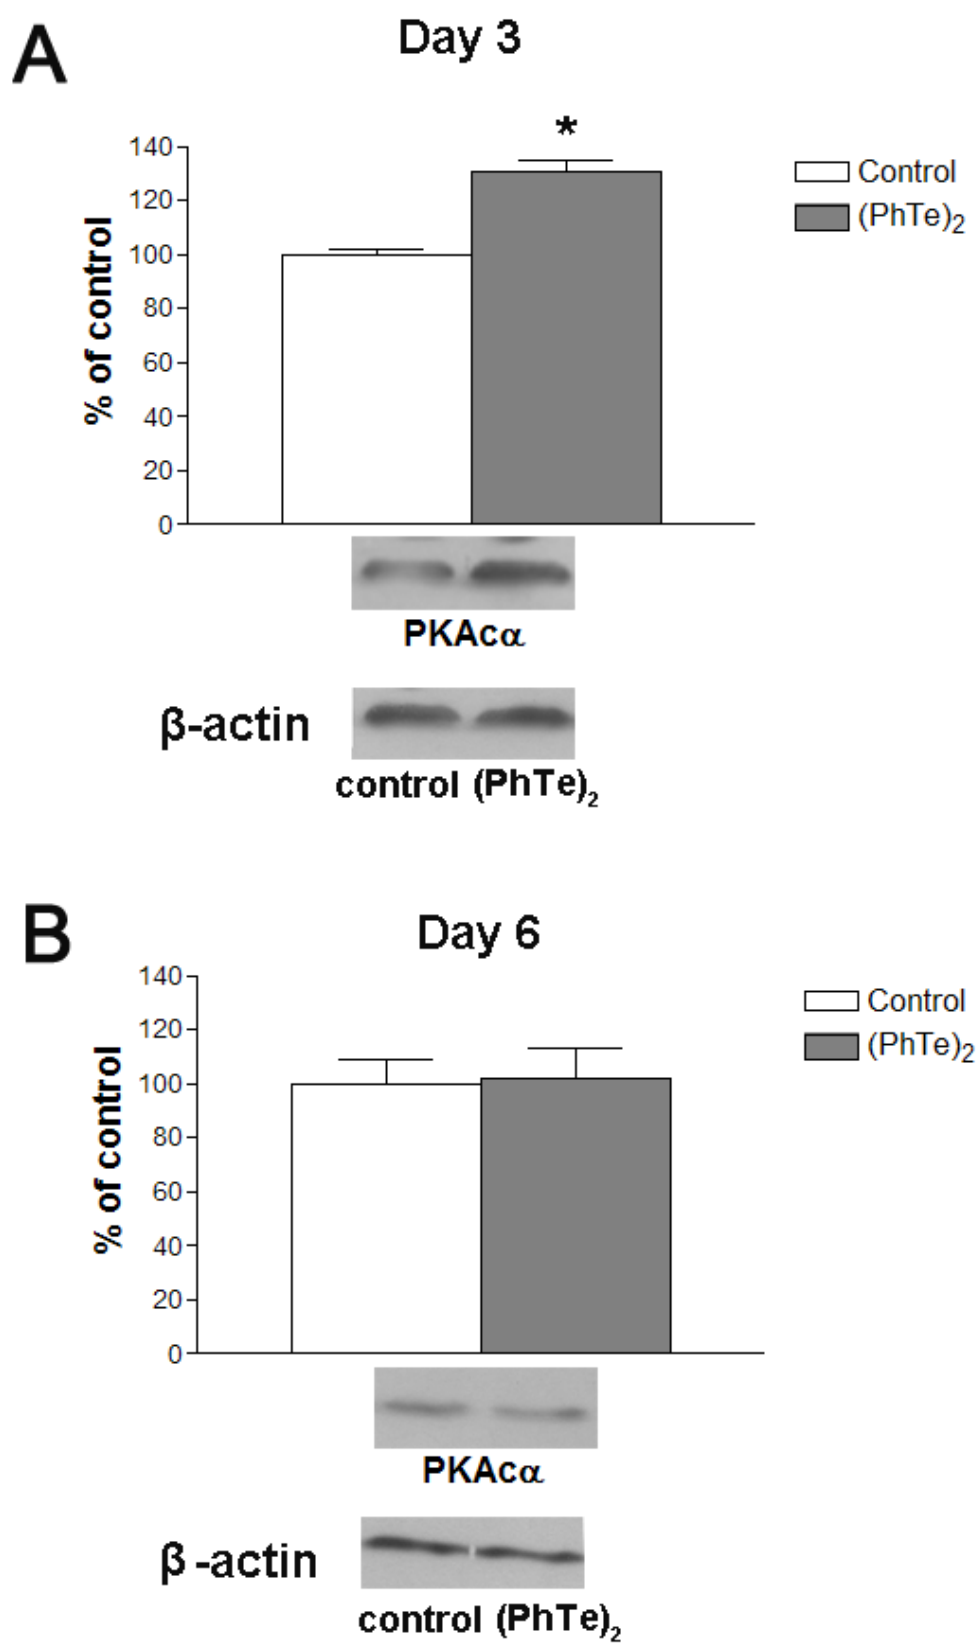 A
Day 3
*
% of control
140
120
100
80
60
40
20
0
Control
(PhTe)₂
PKAcα
β-actin
control (PhTe)₂
B
Day 6
% of control
140
120
100
80
60
40
20
0
Control
(PhTe)₂
PKAcα
β-actin
control (PhTe)₂